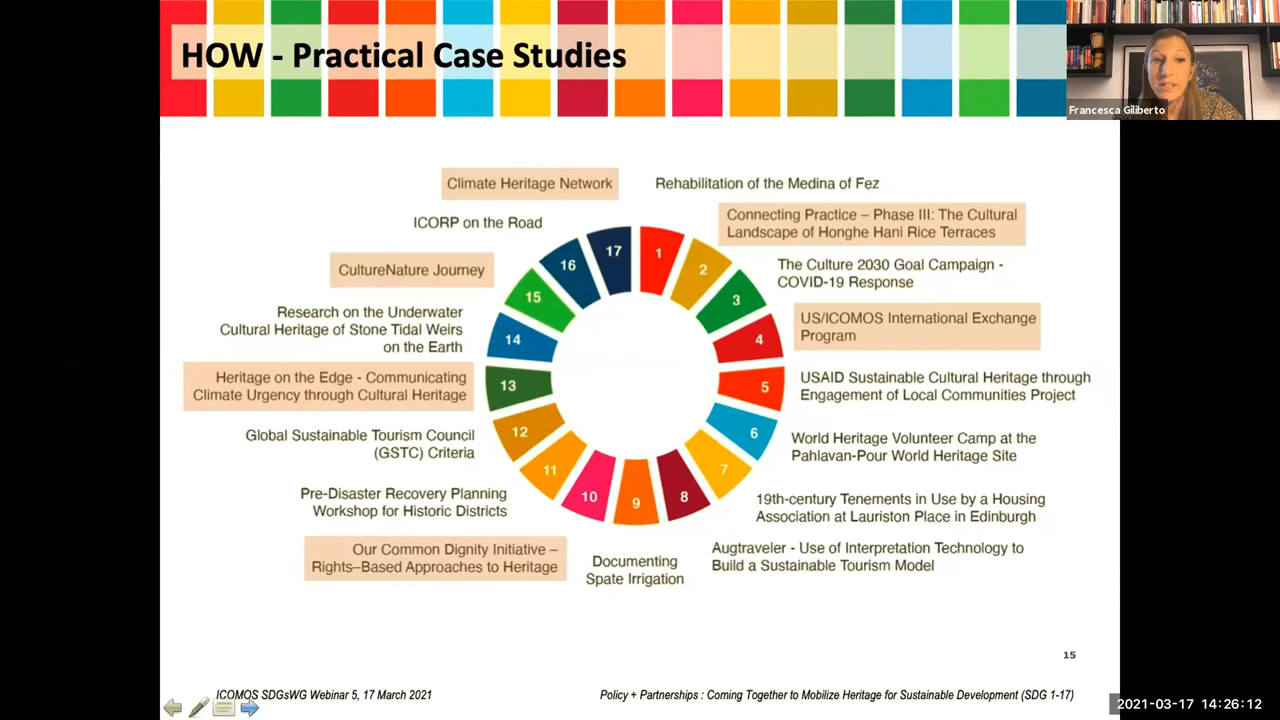 HOW - Practical Case Studies
Francesca Giliberto
Climate Heritage Network
Rehabilitation of the Medina of Fez
ICORP on the Road
Connecting Practice – Phase III: The Cultural
Landscape of Honghe Hani Rice Terraces
CultureNature Journey
The Culture 2030 Goal Campaign -
COVID-19 Response
Research on the Underwater
Cultural Heritage of Stone Tidal Weirs
on the Earth
US/ICOMOS International Exchange
Program
Heritage on the Edge - Communicating
Climate Urgency through Cultural Heritage
USAID Sustainable Cultural Heritage through
Engagement of Local Communities Project
Global Sustainable Tourism Council
(GSTC) Criteria
World Heritage Volunteer Camp at the
Pahlavan-Pour World Heritage Site
Pre-Disaster Recovery Planning
Workshop for Historic Districts
19th-century Tenements in Use by a Housing
Association at Lauriston Place in Edinburgh
Our Common Dignity Initiative –
Rights–Based Approaches to Heritage
Documenting
Spate Irrigation
Augtraveler - Use of Interpretation Technology to
Build a Sustainable Tourism Model
1
2
3
4
5
6
7
8
9
10
11
12
13
14
15
16
17
15
ICOMOS SDGsWG Webinar 5, 17 March 2021
Policy + Partnerships : Coming Together to Mobilize Heritage for Sustainable Development (SDG 1-17)
2021-03-17 14:26:12